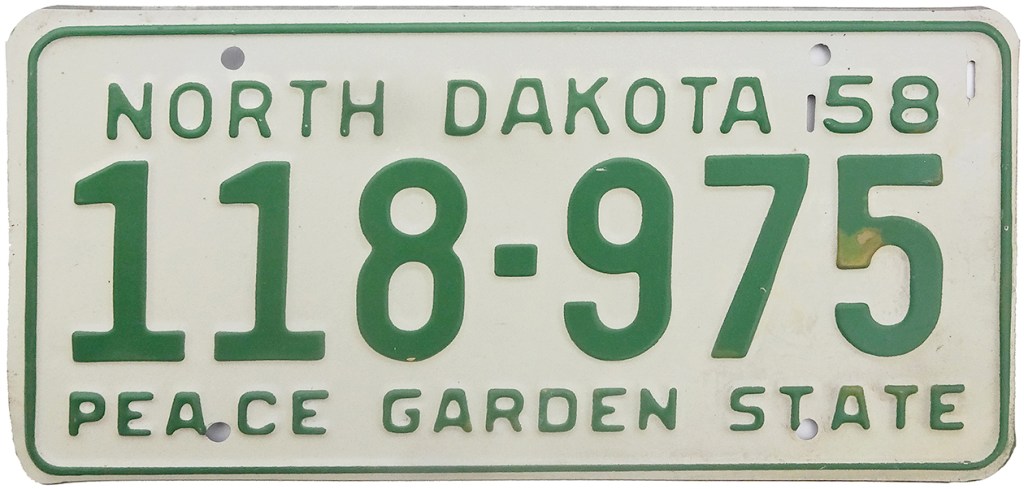 NORTH DAKOTA 58
118-975
PEACE GARDEN STATE